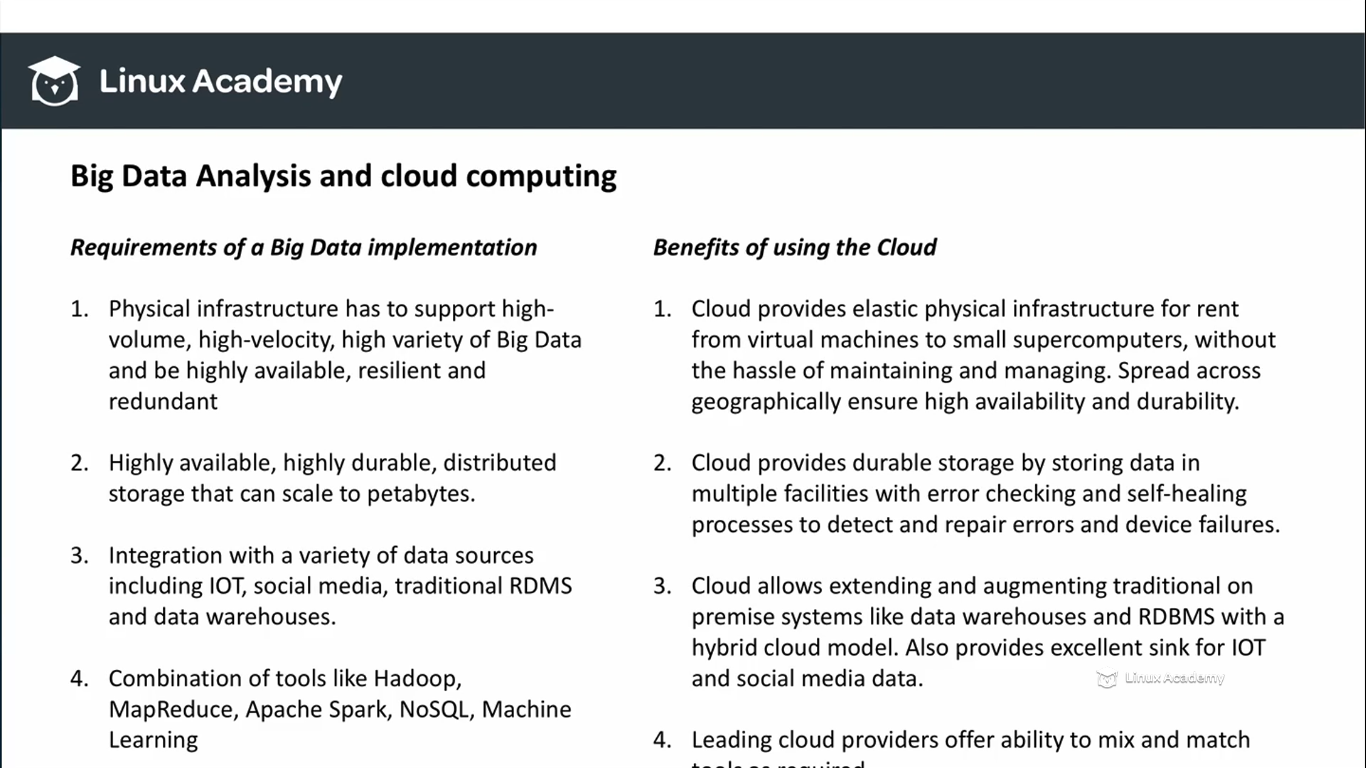 Linux Academy
Big Data Analysis and cloud computing
Requirements of a Big Data implementation
1. Physical infrastructure has to support high-
volume, high-velocity, high variety of Big Data
and be highly available, resilient and
redundant
2. Highly available, highly durable, distributed
storage that can scale to petabytes.
3. Integration with a variety of data sources
including IOT, social media, traditional RDMS
and data warehouses.
4. Combination of tools like Hadoop,
MapReduce, Apache Spark, NoSQL, Machine
Learning
Benefits of using the Cloud
1. Cloud provides elastic physical infrastructure for rent
from virtual machines to small supercomputers, without
the hassle of maintaining and managing. Spread across
geographically ensure high availability and durability.
2. Cloud provides durable storage by storing data in
multiple facilities with error checking and self-healing
processes to detect and repair errors and device failures.
3. Cloud allows extending and augmenting traditional on
premise systems like data warehouses and RDBMS with a
hybrid cloud model. Also provides excellent sink for IOT
and social media data.
Linux Academy
4. Leading cloud providers offer ability to mix and match
tools as required